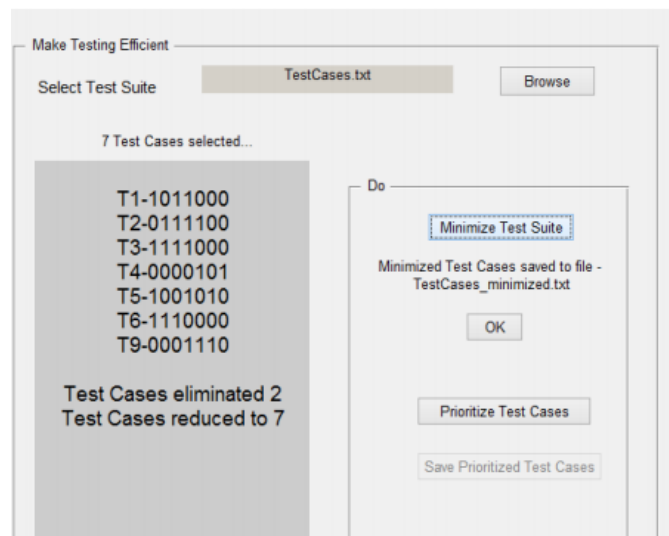 Make Testing Efficient
Select Test Suite
TestCases.txt
Browse
7 Test Cases selected...
T1-1011000
T2-0111100
T3-1111000
T4-0000101
T5-1001010
T6-1110000
T9-0001110
Test Cases eliminated 2
Test Cases reduced to 7
Do
Minimize Test Suite
Minimized Test Cases saved to file -
TestCases_minimized.txt
OK
Prioritize Test Cases
Save Prioritized Test Cases